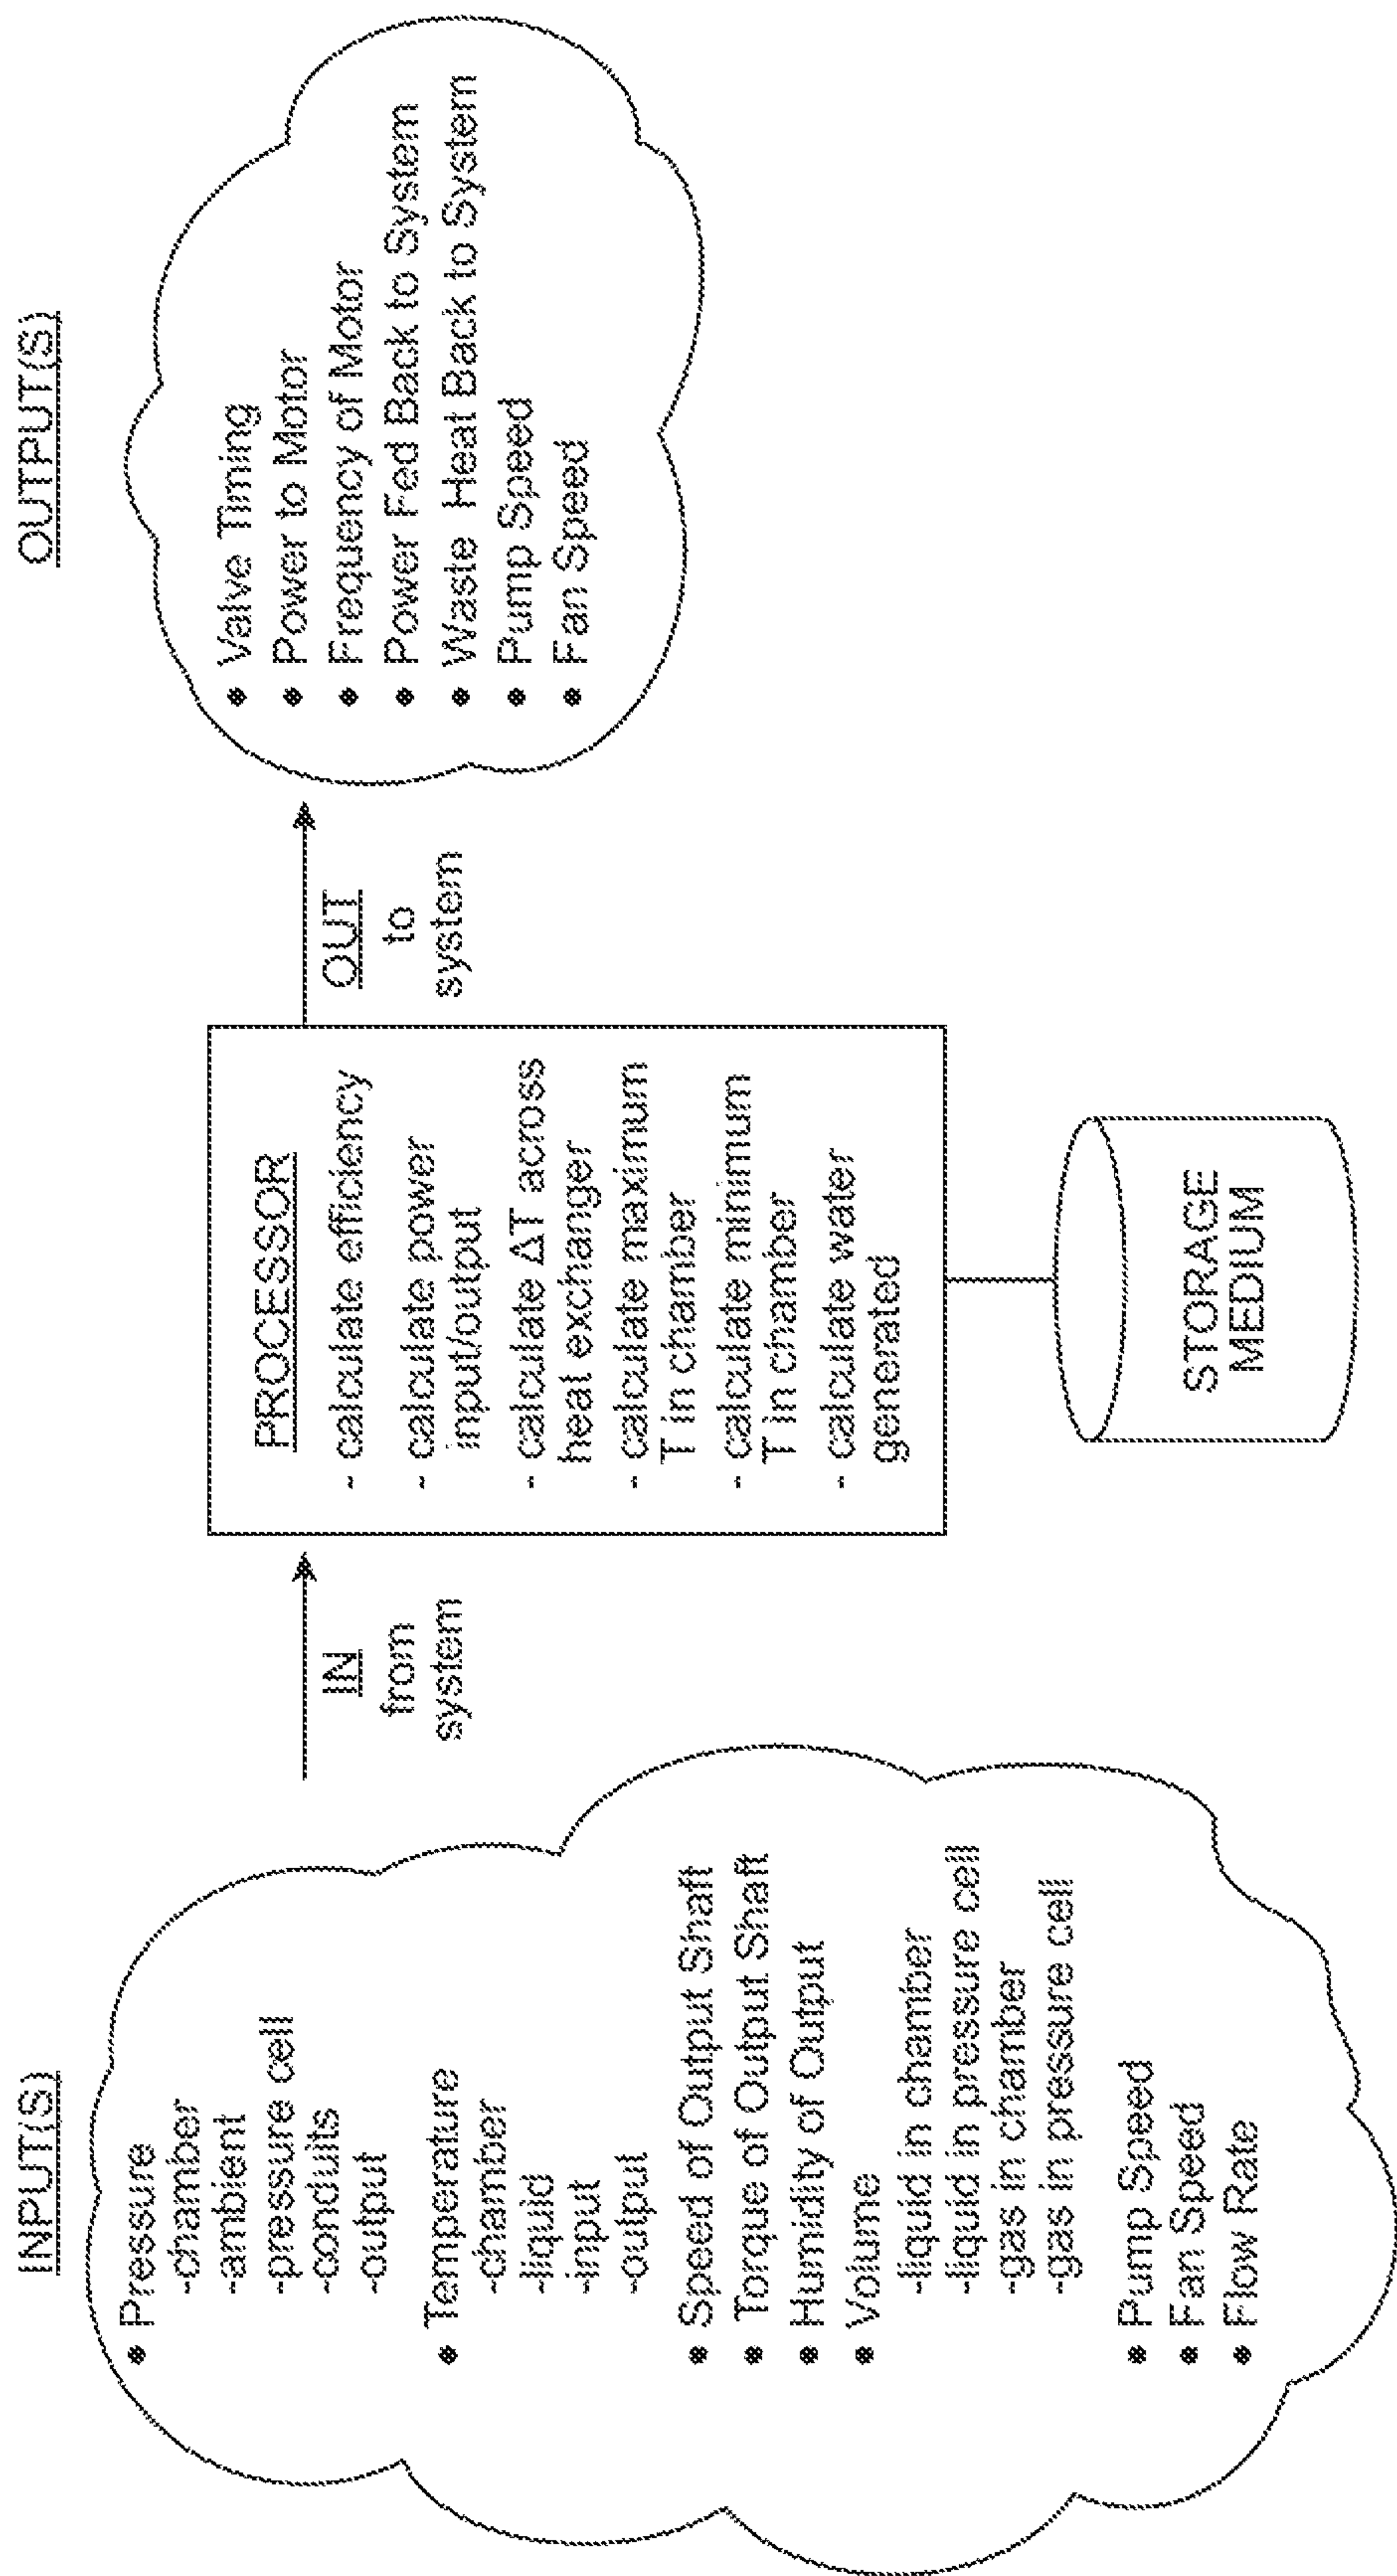 INPUT(S)
• Pressure
-chamber
-ambient
-pressure cell
-conduits
-output
• Temperature
-chamber
-liquid
-input
-output
• Speed of Output Shaft
• Torque of Output Shaft
• Humidity of Output
• Volume
-liquid in chamber
-liquid in pressure cell
-gas in chamber
-gas in pressure cell
• Pump Speed
• Fan Speed
• Flow Rate
IN
from
system
PROCESSOR
- calculate efficiency
- calculate power
input/output
- calculate ΔT across
heat exchanger
- calculate maximum
T in chamber
- calculate minimum
T in chamber
- calculate water
generated
STORAGE
MEDIUM
OUT
to
system
OUTPUT(S)
• Valve Timing
• Power to Motor
• Frequency of Motor
• Power Fed Back to System
• Waste Heat Back to System
• Pump Speed
• Fan Speed